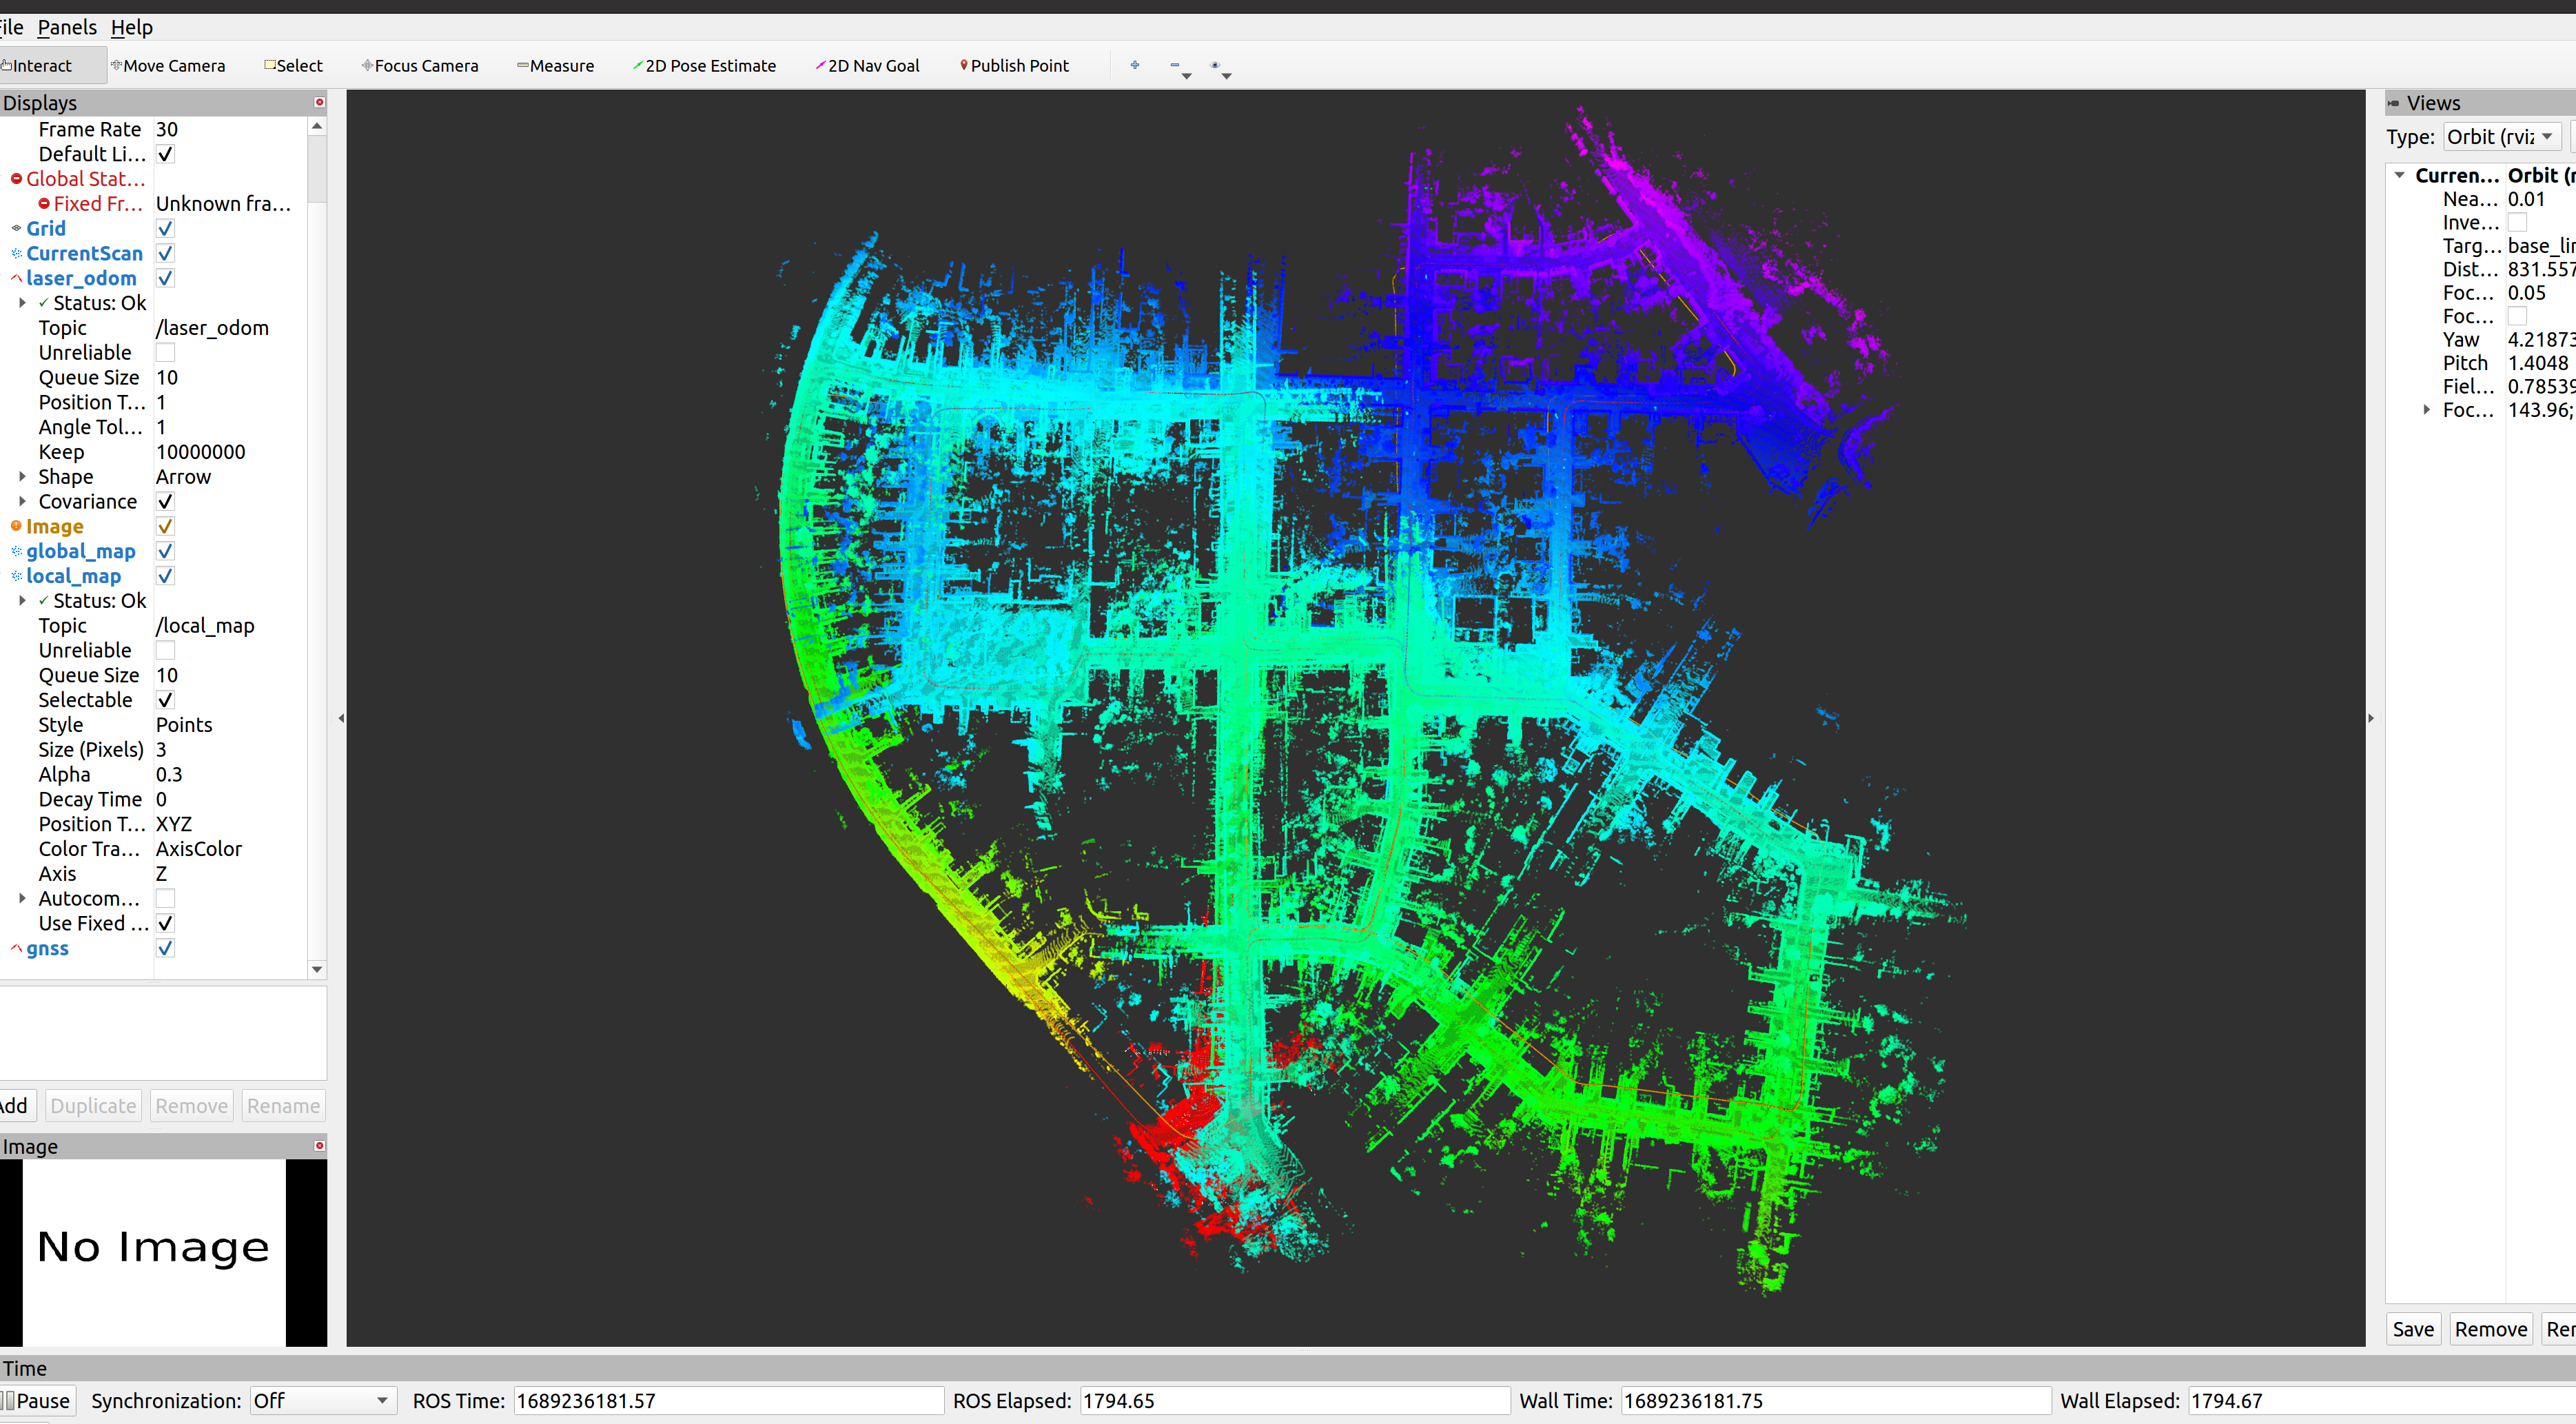 File Panels Help
Interact Move Camera Select Focus Camera Measure 2D Pose Estimate 2D Nav Goal Publish Point
Displays
Frame Rate 30
Default Li...
Global Stat...
Fixed Fr... Unknown fra...
Grid
CurrentScan
laser_odom
Status: Ok
Topic /laser_odom
Unreliable
Queue Size 10
Position T... 1
Angle Tol... 1
Keep 10000000
Shape Arrow
Covariance
Image
global_map
local_map
Status: Ok
Topic /local_map
Unreliable
Queue Size 10
Selectable
Style Points
Size (Pixels) 3
Alpha 0.3
Decay Time 0
Position T... XYZ
Color Tra... AxisColor
Axis Z
Autocom...
Use Fixed ...
gnss
Add Duplicate Remove Rename
Image
No Image
Views
Type: Orbit (rviz
Curren... Orbit (r
Nea... 0.01
Inve...
Targ... base_lin
Dist... 831.557
Foc... 0.05
Foc...
Yaw 4.21873
Pitch 1.4048
Fiel... 0.78539
Foc... 143.96;
Save Remove Ren
Time
Pause Synchronization: Off ROS Time: 1689236181.57 ROS Elapsed: 1794.65 Wall Time: 1689236181.75 Wall Elapsed: 1794.67